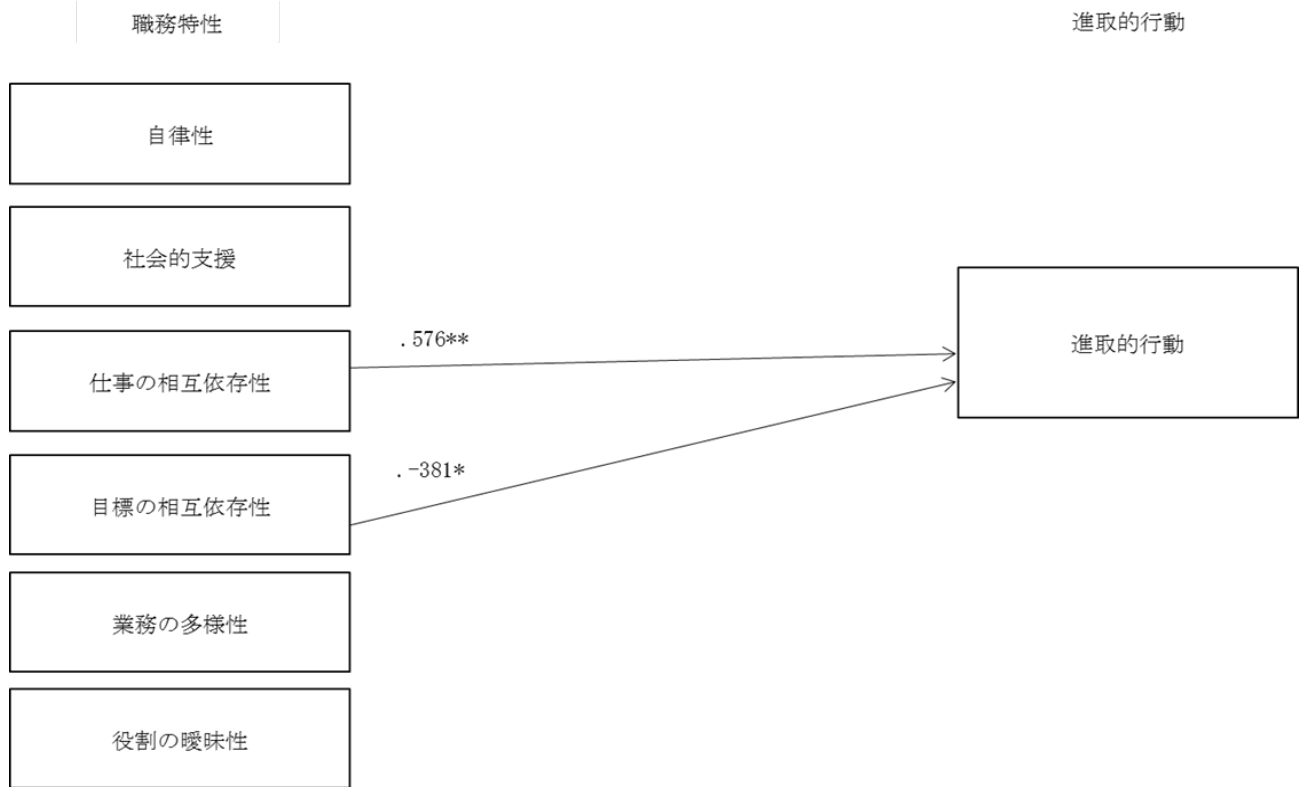 職務特性
進取的行動
自律性
社会的支援
.576**
進取的行動
仕事の相互依存性
.-381*
目標の相互依存性
業務の多様性
役割の曖昧性